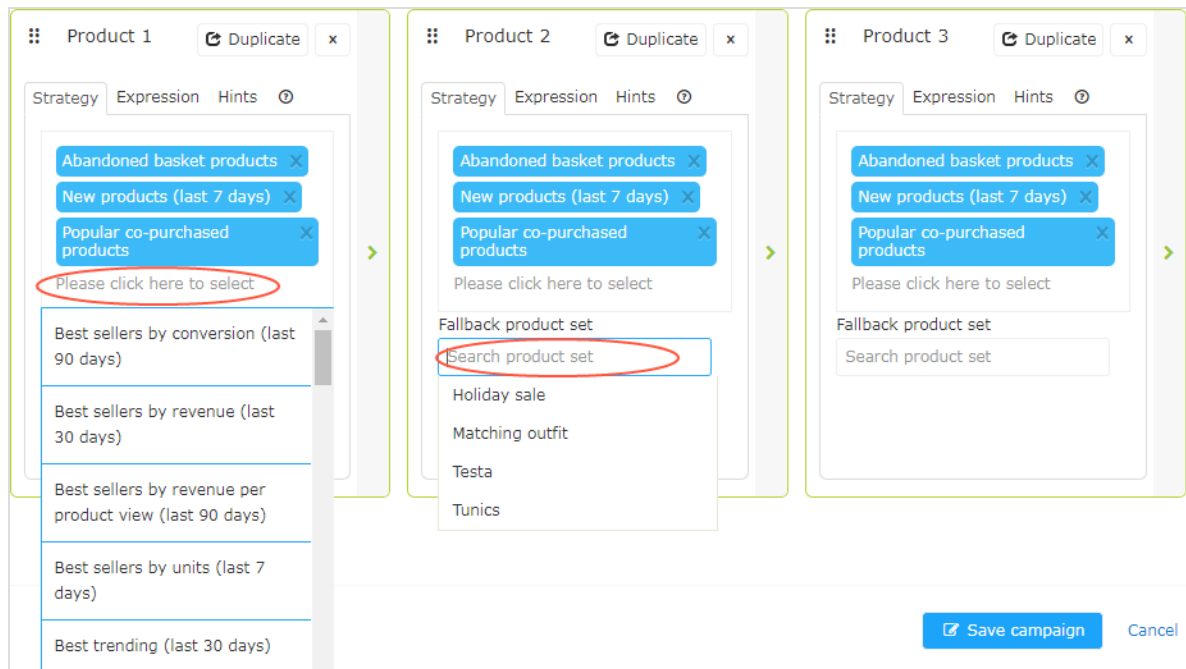 Product 1
Duplicate
x
Strategy
Expression
Hints
Abandoned basket products X
New products (last 7 days) X
Popular co-purchased X
products
Please click here to select
Best sellers by conversion (last
90 days)
Best sellers by revenue (last
30 days)
Best sellers by revenue per
product view (last 90 days)
Best sellers by units (last 7
days)
Best trending (last 30 days)
Product 2
Duplicate
x
Strategy
Expression
Hints
Abandoned basket products X
New products (last 7 days) X
Popular co-purchased X
products
Please click here to select
Fallback product set
Search product set
Holiday sale
Matching outfit
Testa
Tunics
Product 3
Duplicate
x
Strategy
Expression
Hints
Abandoned basket products X
New products (last 7 days) X
Popular co-purchased X
products
Please click here to select
Fallback product set
Search product set
Save campaign
Cancel